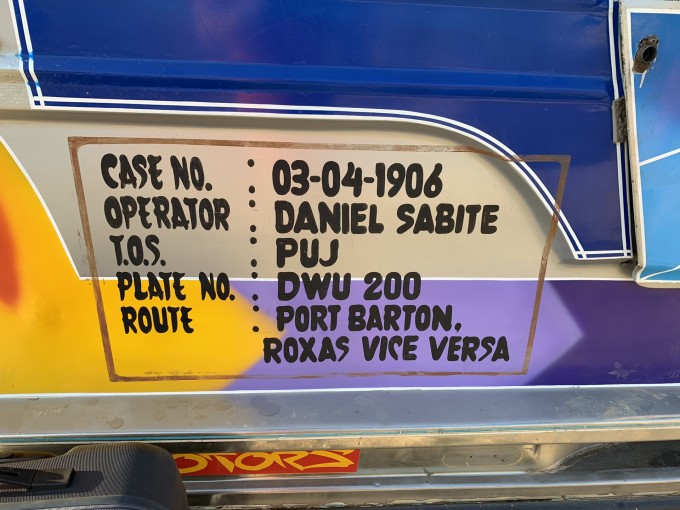 CASE NO. : 03-04-1906
OPERATOR : DANIEL SABITE
T.O.S. : PUJ
PLATE NO. : DWU 200
ROUTE : PORT BARTON,
ROXAS VICE VERSA